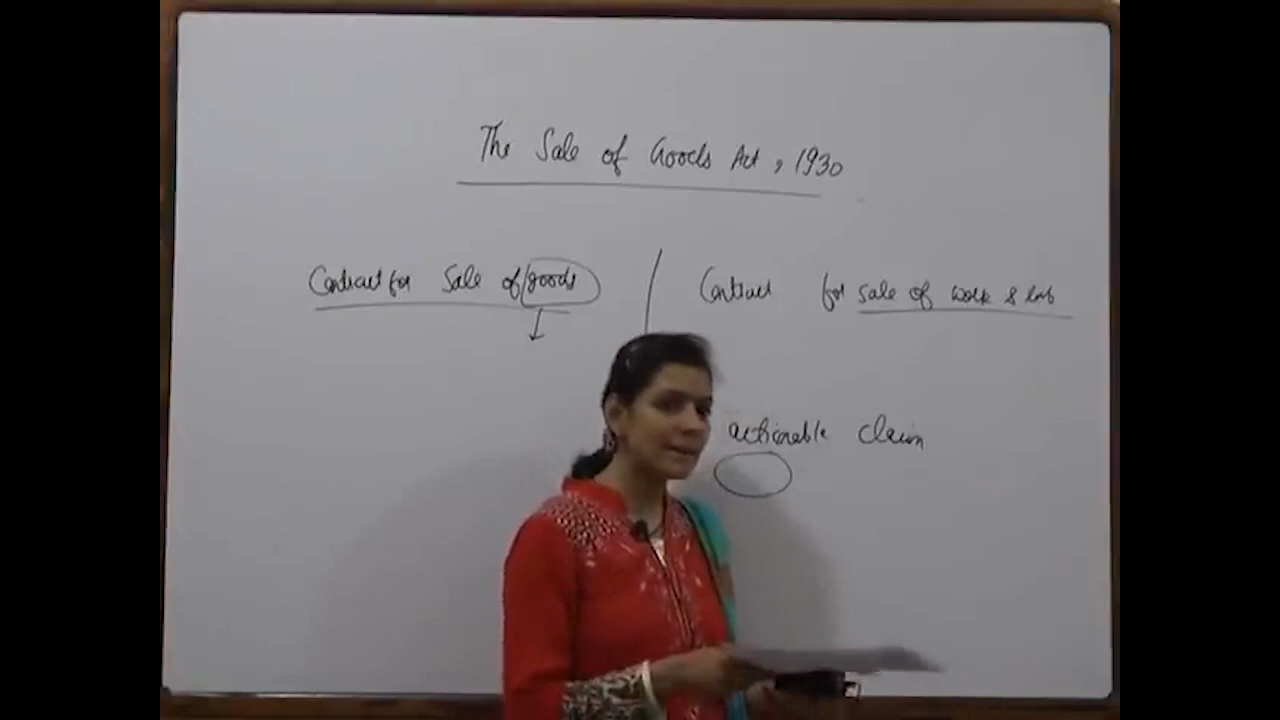 The Sale of Goods Act, 1930
Contract for Sale of goods
Contract for sale of work & lab
actionable claim